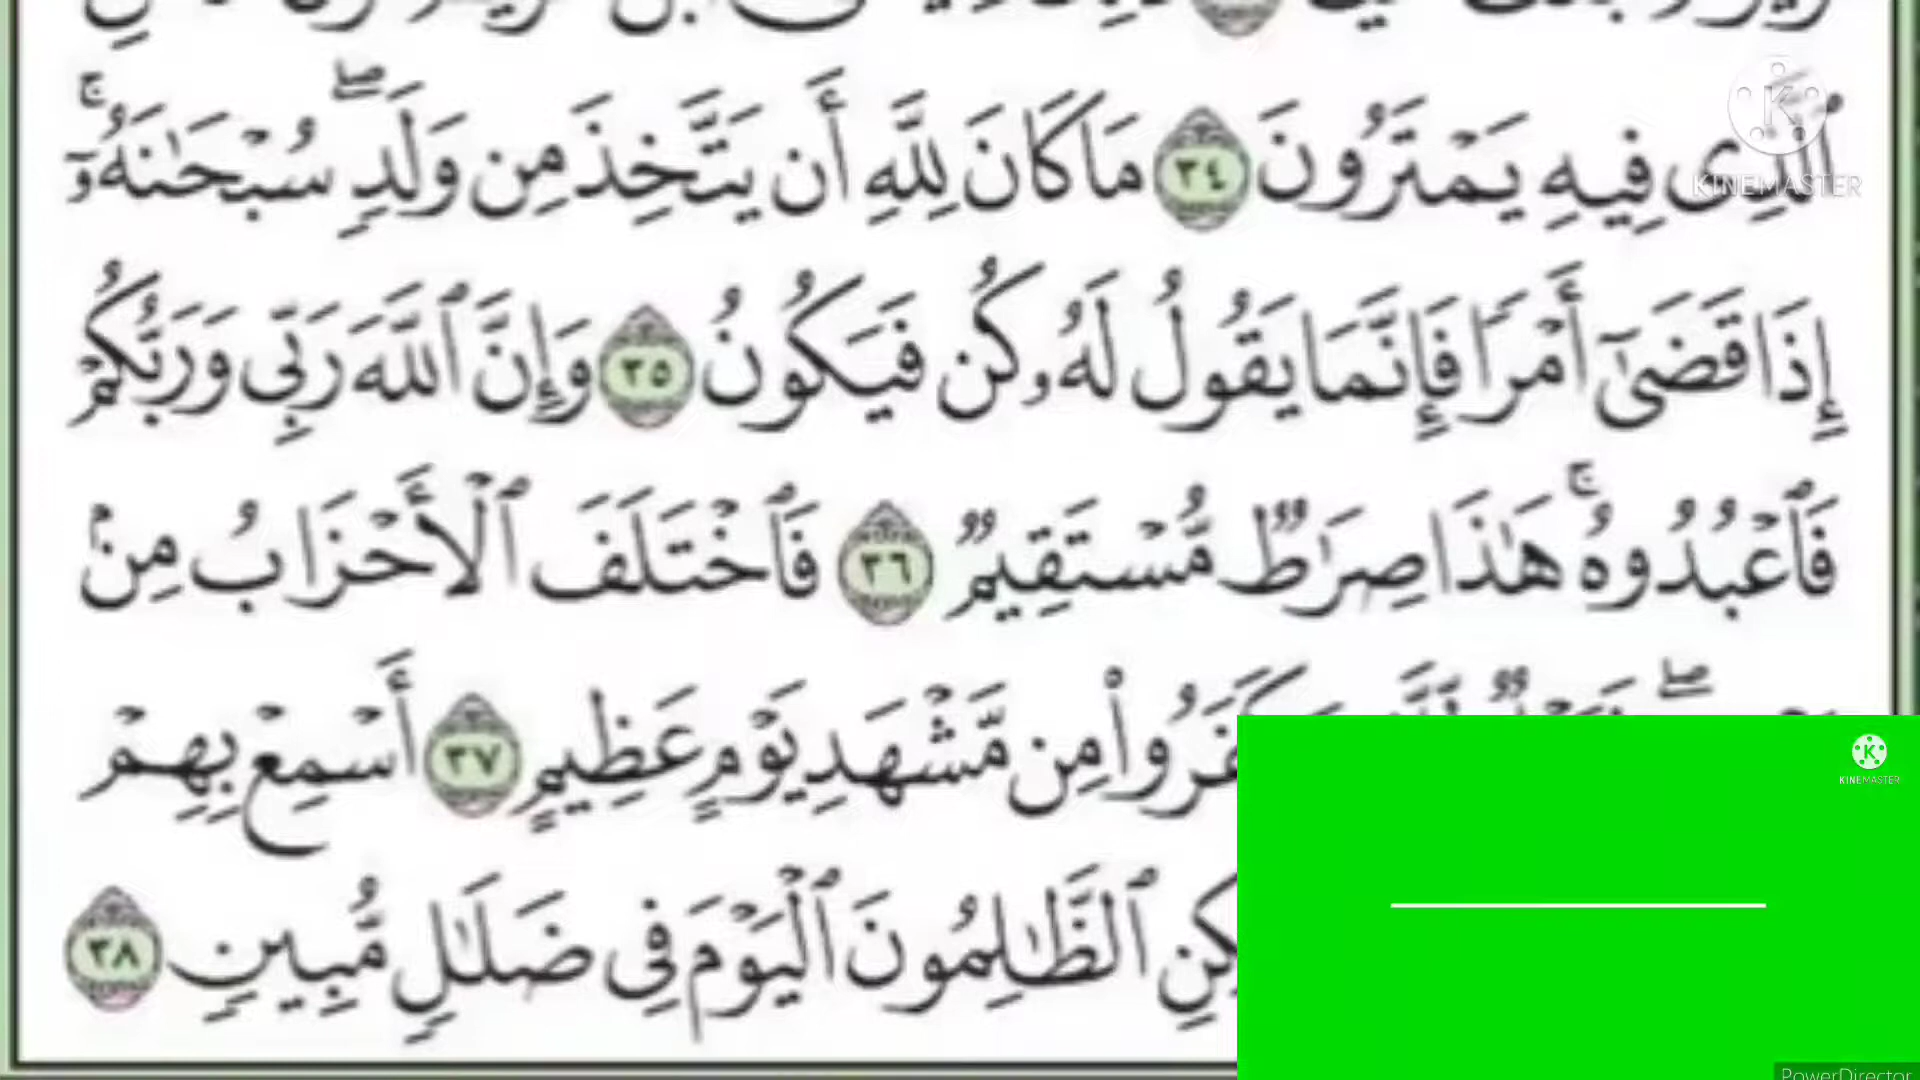 ٱلَّذِى فِيهِ يَمْتَرُونَ ٣٤ مَا كَانَ لِلَّهِ أَن يَتَّخِذَ مِن وَلَدٍ ۖ سُبْحَـٰنَهُۥٓ ۚ
إِذَا قَضَىٰٓ أَمْرًا فَإِنَّمَا يَقُولُ لَهُۥ كُن فَيَكُونُ ٣٥ وَإِنَّ ٱللَّهَ رَبِّى وَرَبُّكُمْ
فَٱعْبُدُوهُ ۚ هَـٰذَا صِرَٰطٌ مُّسْتَقِيمٌ ٣٦ فَٱخْتَلَفَ ٱلْأَحْزَابُ مِنۢ
كَفَرُوا۟ مِن مَّشْهَدِ يَوْمٍ عَظِيمٍ ٣٧ أَسْمِعْ بِهِمْ
ٱلظَّـٰلِمُونَ ٱلْيَوْمَ فِى ضَلَـٰلٍ مُّبِينٍ ٣٨
KINEMASTER
KINEMASTER
PowerDirector